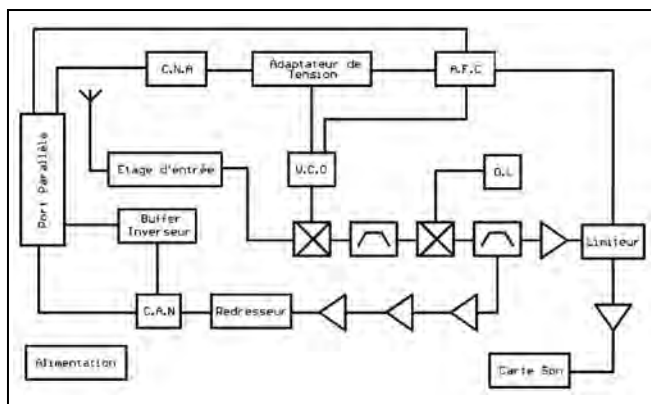 C.N.A
Adaptateur de
Tension
A.F.C
Port Parallèle
Etage d'entrée
V.C.O
O.L
Buffer
Inverseur
Limiteur
C.A.N
Redresseur
Alimentation
Carte Son